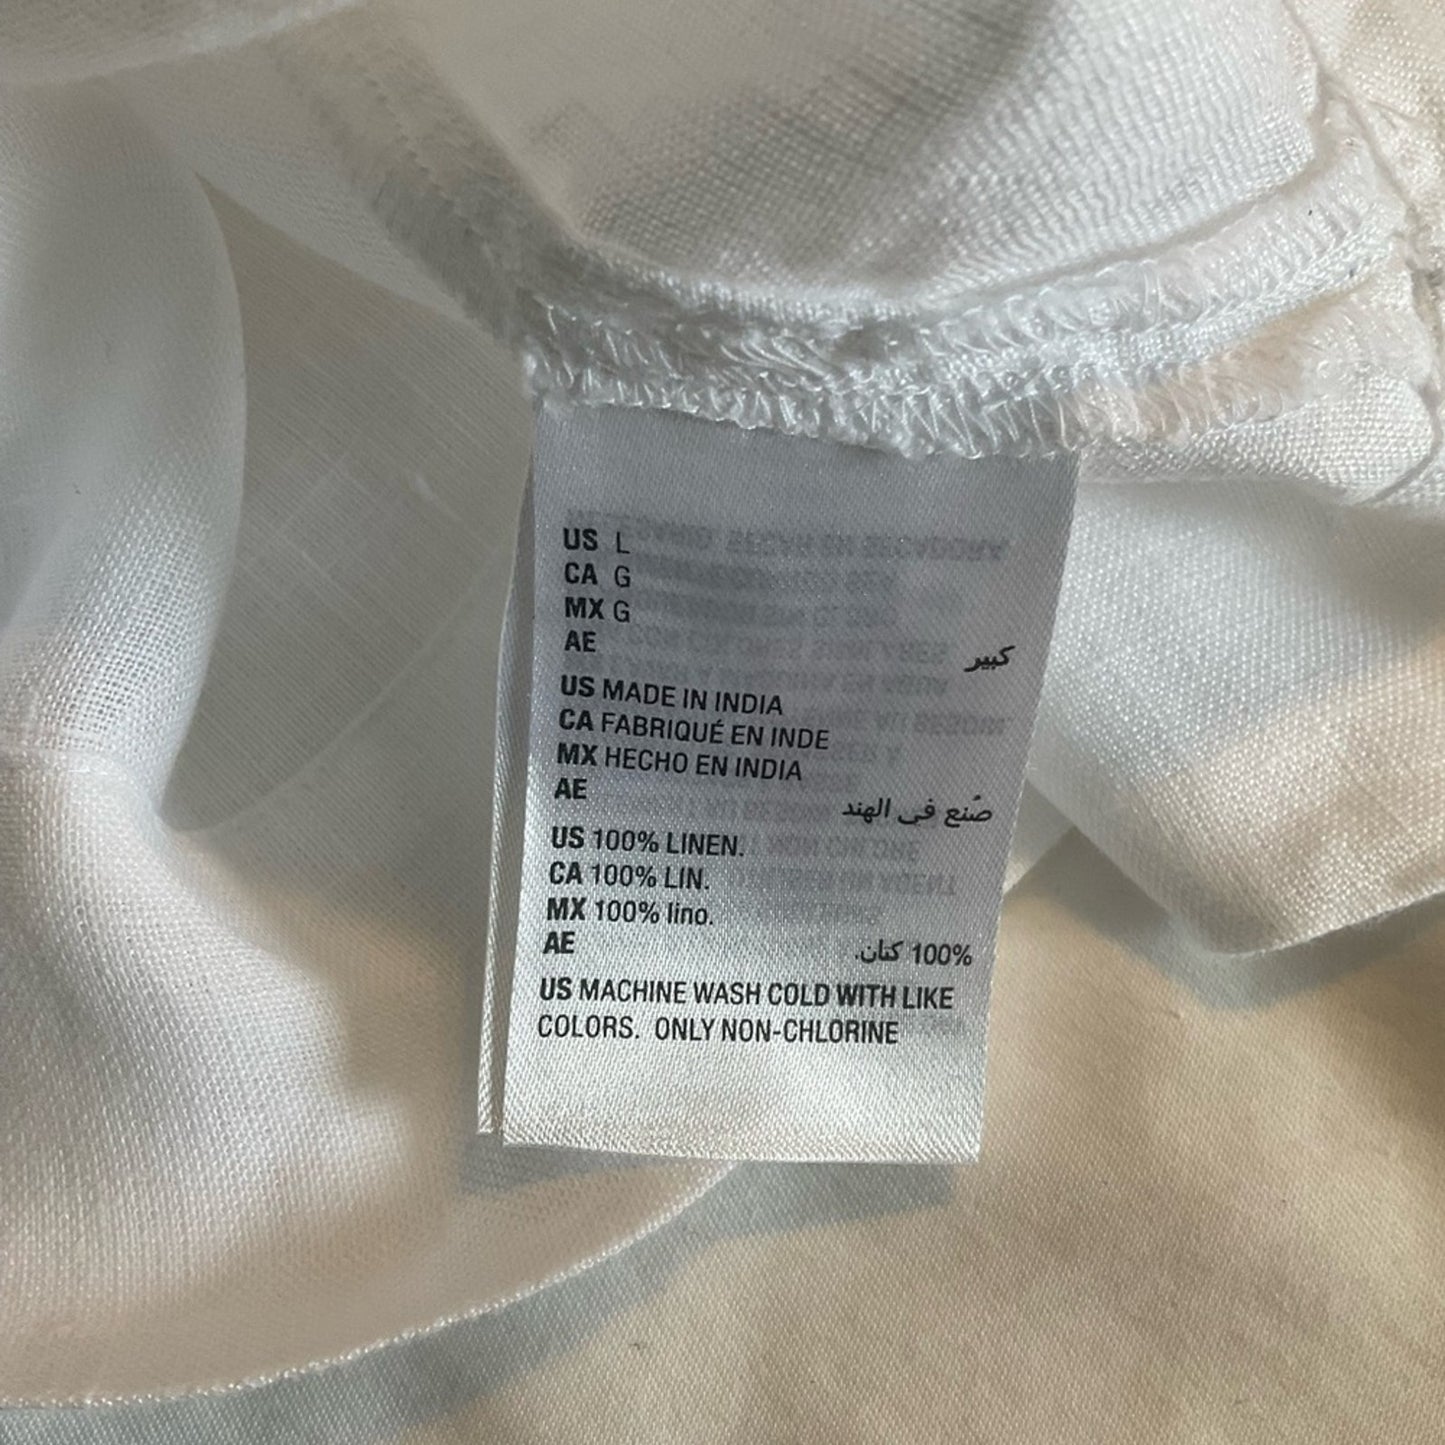 US L
CA G
MX G
AE كبير
US MADE IN INDIA
CA FABRIQUÉ EN INDE
MX HECHO EN INDIA
AE صُنع في الهند
US 100% LINEN.
CA 100% LIN.
MX 100% lino.
AE 100% كتان.
US MACHINE WASH COLD WITH LIKE
COLORS. ONLY NON-CHLORINE